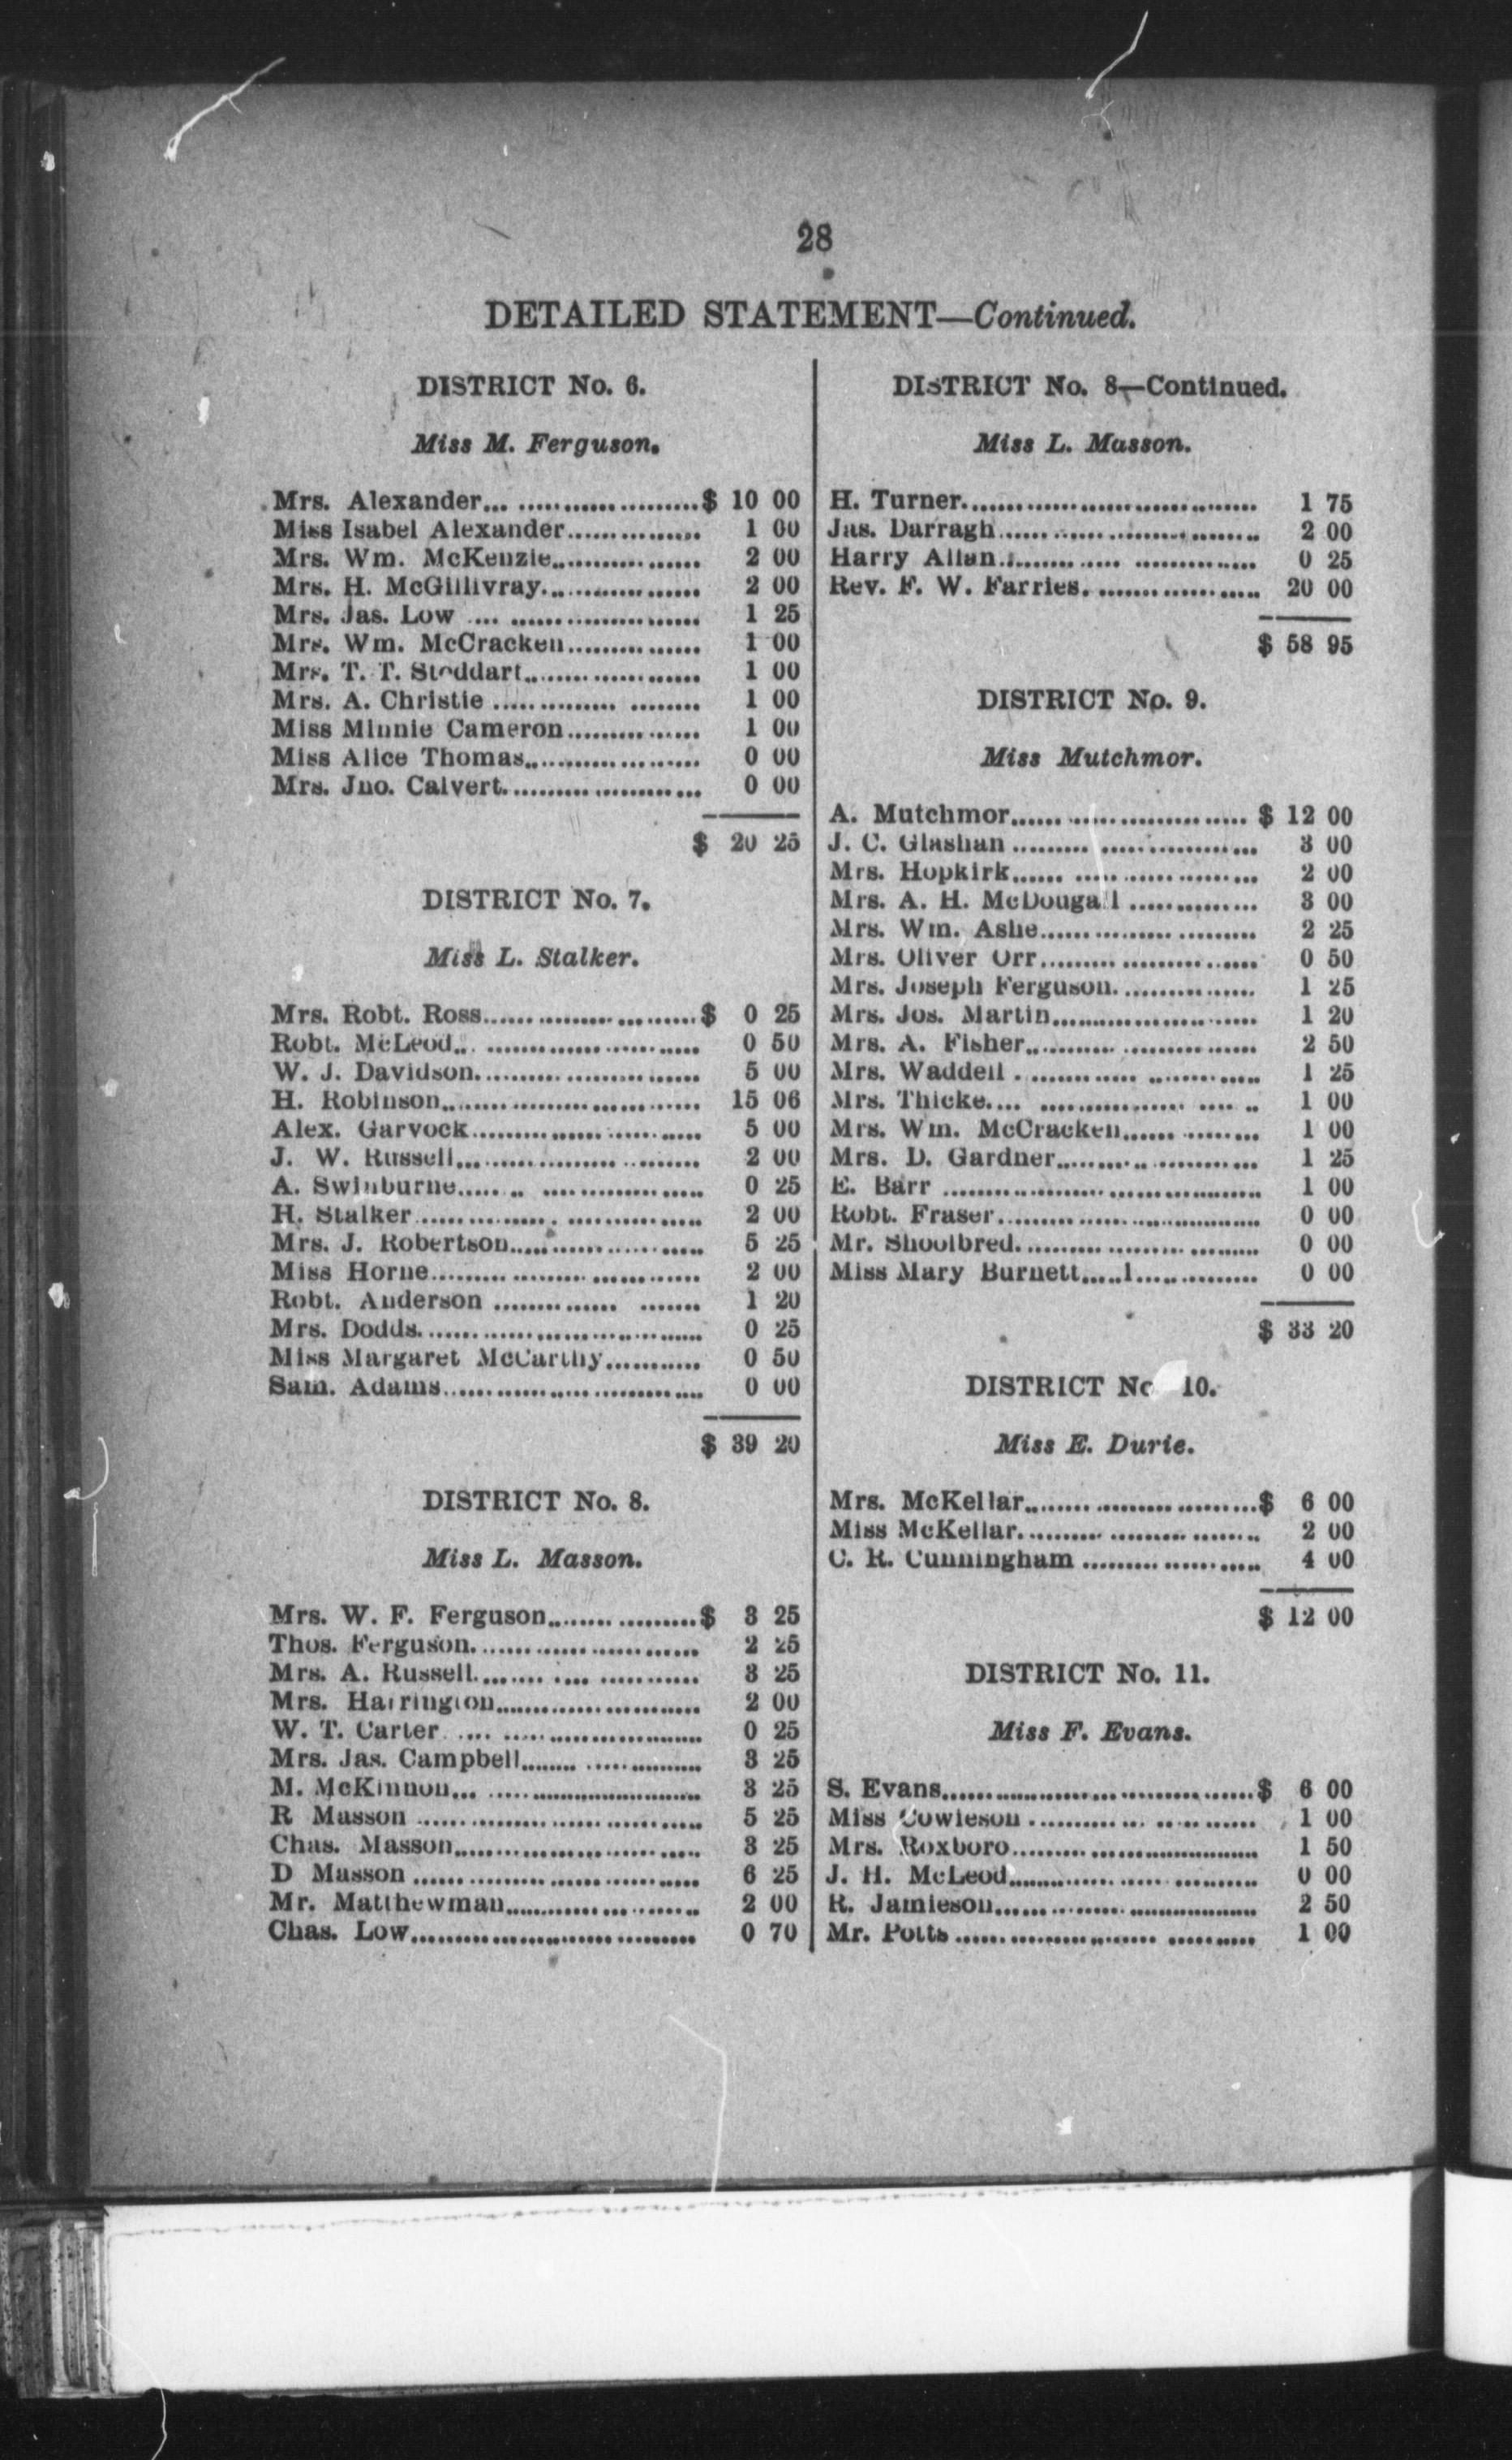 28
DETAILED STATEMENT—Continued.
DISTRICT No. 6.
Miss M. Ferguson.
Mrs. Alexander........................$ 10 00
Miss Isabel Alexander............... 1 00
Mrs. Wm. McKenzie.................. 2 00
Mrs. H. McGillivray................... 2 00
Mrs. Jas. Low ......................... 1 25
Mrs. Wm. McCracken............... 1 00
Mrs. T. T. Stoddart.................... 1 00
Mrs. A. Christie ....................... 1 00
Miss Minnie Cameron............... 1 00
Miss Alice Thomas.................... 0 00
Mrs. Jno. Calvert...................... 0 00
$ 20 25
DISTRICT No. 7.
Miss L. Stalker.
Mrs. Robt. Ross........................$ 0 25
Robt. McLeod.......................... 0 50
W. J. Davidson......................... 5 00
H. Robinson............................ 15 06
Alex. Garvock.......................... 5 00
J. W. Russell........................... 2 00
A. Swinburne........................... 0 25
H. Stalker................................ 2 00
Mrs. J. Robertson..................... 5 25
Miss Horne.............................. 2 00
Robt. Anderson ....................... 1 20
Mrs. Dodds.............................. 0 25
Miss Margaret McCarthy........... 0 50
Sam. Adams............................. 0 00
$ 39 20
DISTRICT No. 8.
Miss L. Masson.
Mrs. W. F. Ferguson..................$ 3 25
Thos. Ferguson......................... 2 25
Mrs. A. Russell......................... 3 25
Mrs. Harrington........................ 2 00
W. T. Carter............................. 0 25
Mrs. Jas. Campbell.................... 3 25
M. McKinnon........................... 3 25
R Masson ................................ 5 25
Chas. Masson........................... 3 25
D Masson ................................ 6 25
Mr. Matthewman...................... 2 00
Chas. Low................................ 0 70
DISTRICT No. 8—Continued.
Miss L. Masson.
H. Turner................................. 1 75
Jas. Darragh............................. 2 00
Harry Allan.............................. 0 25
Rev. F. W. Farries..................... 20 00
$ 58 95
DISTRICT No. 9.
Miss Mutchmor.
A. Mutchmor............................ $ 12 00
J. C. Glashan ............................ 3 00
Mrs. Hopkirk............................ 2 00
Mrs. A. H. McDougall ............... 3 00
Mrs. Wm. Ashe......................... 2 25
Mrs. Oliver Orr......................... 0 50
Mrs. Joseph Ferguson................ 1 25
Mrs. Jos. Martin........................ 1 20
Mrs. A. Fisher........................... 2 50
Mrs. Waddell ........................... 1 25
Mrs. Thicke.............................. 1 00
Mrs. Wm. McCracken............... 1 00
Mrs. D. Gardner........................ 1 25
E. Barr .................................... 1 00
Robt. Fraser.............................. 0 00
Mr. Shoolbred........................... 0 00
Miss Mary Burnett.....l............... 0 00
$ 33 20
DISTRICT No 10.
Miss E. Durie.
Mrs. McKellar...........................$ 6 00
Miss McKellar........................... 2 00
C. R. Cunningham ..................... 4 00
$ 12 00
DISTRICT No. 11.
Miss F. Evans.
S. Evans....................................$ 6 00
Miss Cowieson .......................... 1 00
Mrs. Roxboro............................ 1 50
J. H. McLeod............................ 0 00
R. Jamieson.............................. 2 50
Mr. Potts .................................. 1 00